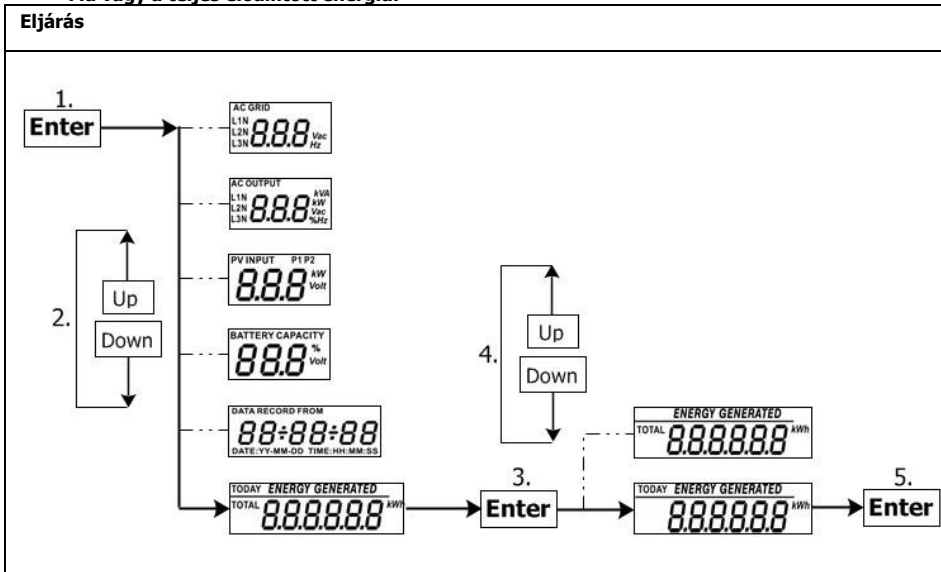 Eljárás
1.
Enter
AC GRID
L1N
L2N
L3N
8.8.8
Vac
Hz
AC OUTPUT
L1N
L2N
L3N
8.8.8
kVA
kW
Vac
%Hz
PV INPUT P1 P2
8.8.8
kW
Volt
2.
Up
Down
BATTERY CAPACITY
88.8
%
Volt
DATA RECORD FROM
88:88:88
DATE:YY-MM-DD TIME:HH:MM:SS
TODAY ENERGY GENERATED
TOTAL 8.8.8.8.8.8 kWh
3.
Enter
4.
Up
Down
ENERGY GENERATED
TOTAL 8.8.8.8.8.8 kWh
TODAY ENERGY GENERATED
TOTAL 8.8.8.8.8.8 kWh
5.
Enter